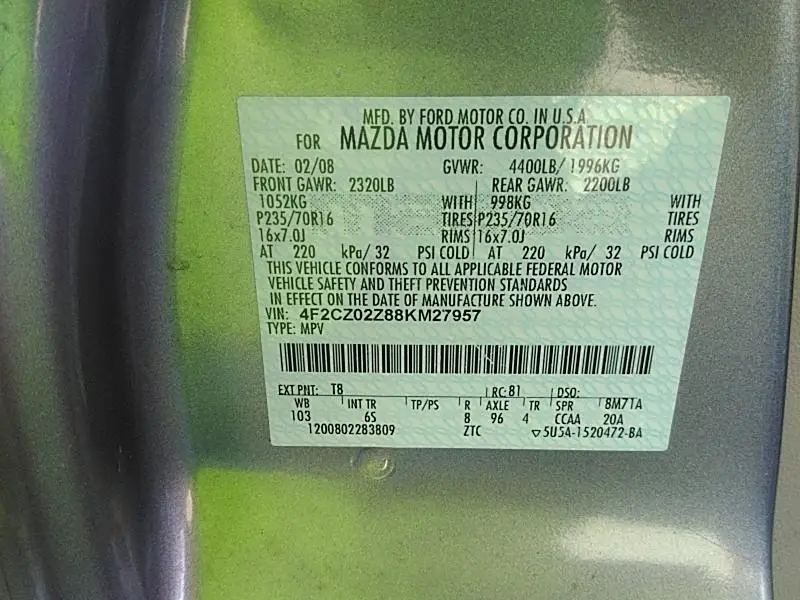 MFD. BY FORD MOTOR CO. IN U.S.A.
FOR MAZDA MOTOR CORPORATION
DATE: 02/08 GVWR: 4400LB/ 1996KG
FRONT GAWR: 2320LB REAR GAWR: 2200LB
1052KG WITH 998KG WITH
P235/70R16 TIRES P235/70R16 TIRES
16x7.0J RIMS 16x7.0J RIMS
AT 220 kPa/ 32 PSI COLD AT 220 kPa/ 32 PSI COLD
THIS VEHICLE CONFORMS TO ALL APPLICABLE FEDERAL MOTOR
VEHICLE SAFETY AND THEFT PREVENTION STANDARDS
IN EFFECT ON THE DATE OF MANUFACTURE SHOWN ABOVE.
VIN: 4F2CZ02Z88KM27957
TYPE: MPV
EXT PNT: T8 RC: 81 DSO:
WB INT TR TP/PS R AXLE TR SPR 8M71A
103 6S 8 96 4 CCAA 20A
1200802283809 ZTC ▽5U5A-1520472-BA